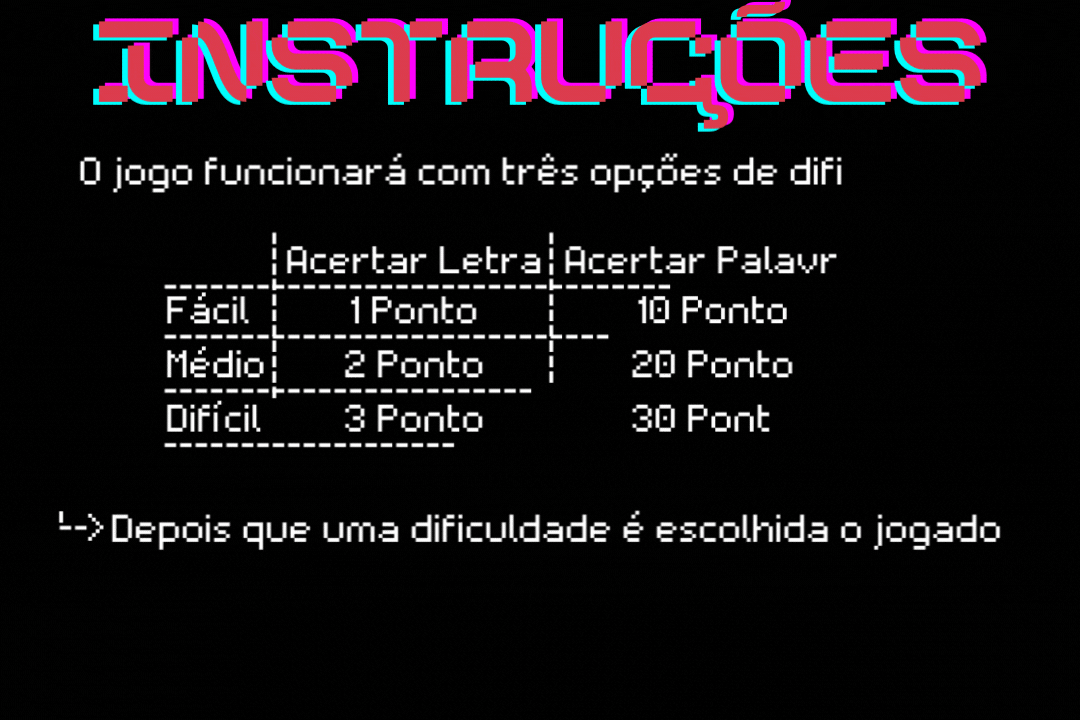 INSTRUÇÕES
O jogo funcionará com três opções de difi
Acertar Letra Acertar Palavr
Fácil 1 Ponto 10 Ponto
Médio 2 Ponto 20 Ponto
Difícil 3 Ponto 30 Pont
└-> Depois que uma dificuldade é escolhida o jogado